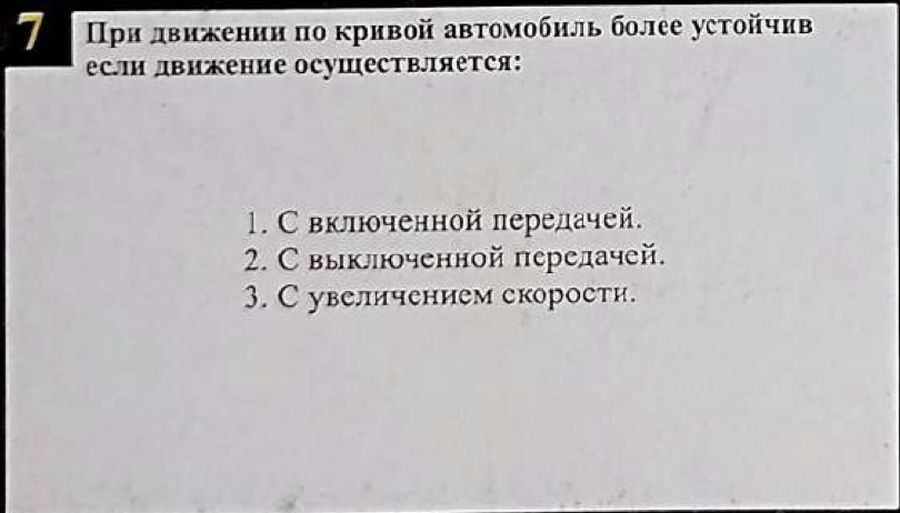 7
При движении по кривой автомобиль более устойчив
если движение осуществляется:
1. С включенной передачей.
2. С выключенной передачей.
3. С увеличением скорости.